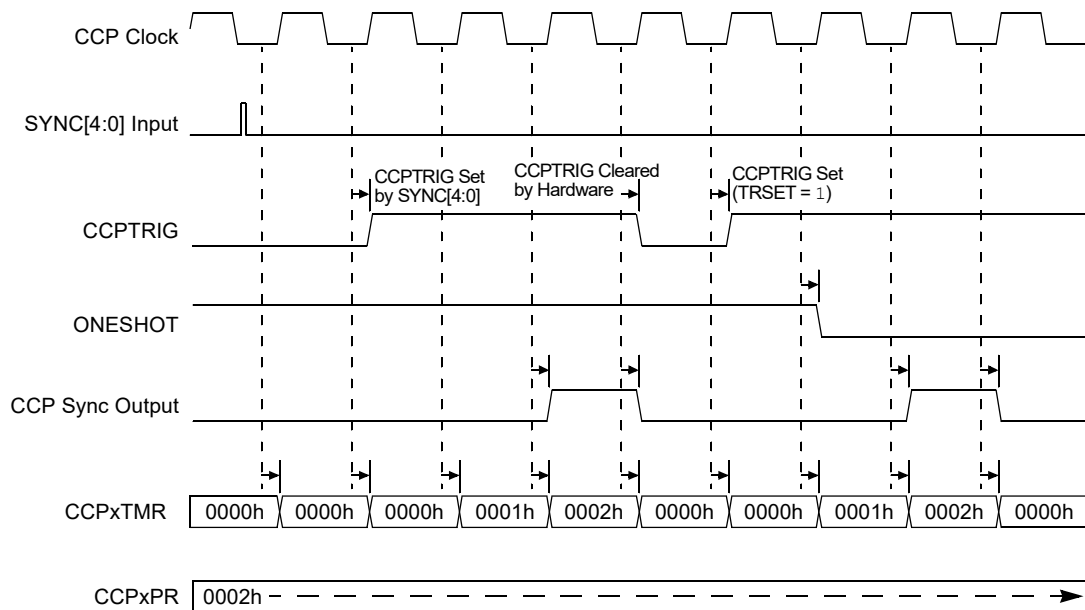 CCP Clock
SYNC[4:0] Input
CCPTRIG Set
by SYNC[4:0]
CCPTRIG Cleared
by Hardware
CCPTRIG Set
(TRSET = 1)
CCPTRIG
ONESHOT
CCP Sync Output
CCPxTMR 0000h 0000h 0000h 0001h 0002h 0000h 0000h 0001h 0002h 0000h
CCPxPR 0002h